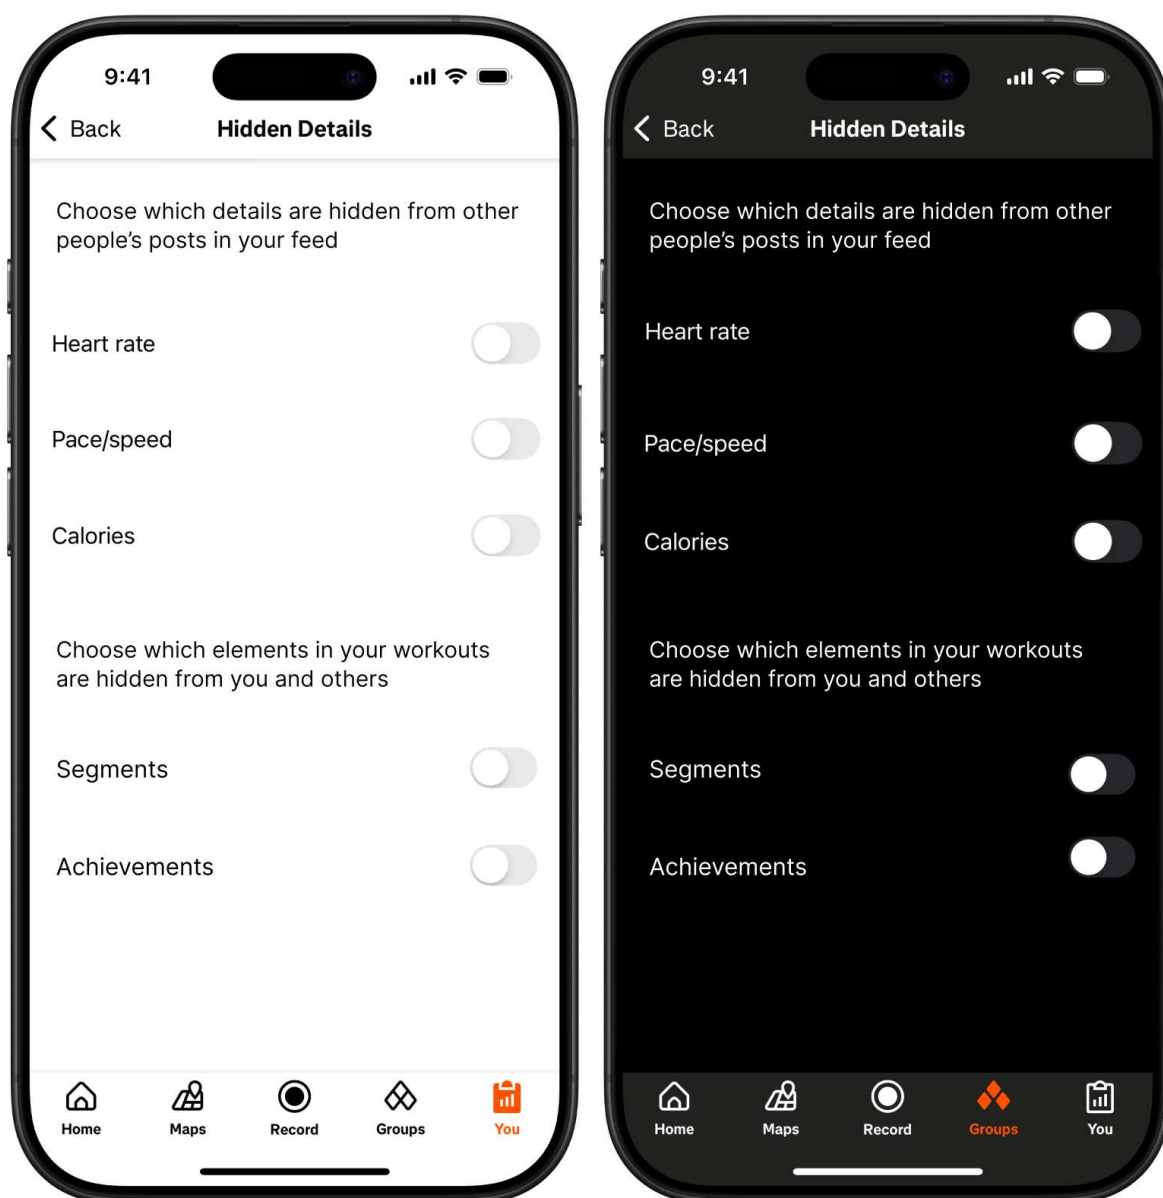 9:41
Back
Hidden Details
Choose which details are hidden from other
people’s posts in your feed
Heart rate
Pace/speed
Calories
Choose which elements in your workouts
are hidden from you and others
Segments
Achievements
Home
Maps
Record
Groups
You
9:41
Back
Hidden Details
Choose which details are hidden from other
people’s posts in your feed
Heart rate
Pace/speed
Calories
Choose which elements in your workouts
are hidden from you and others
Segments
Achievements
Home
Maps
Record
Groups
You